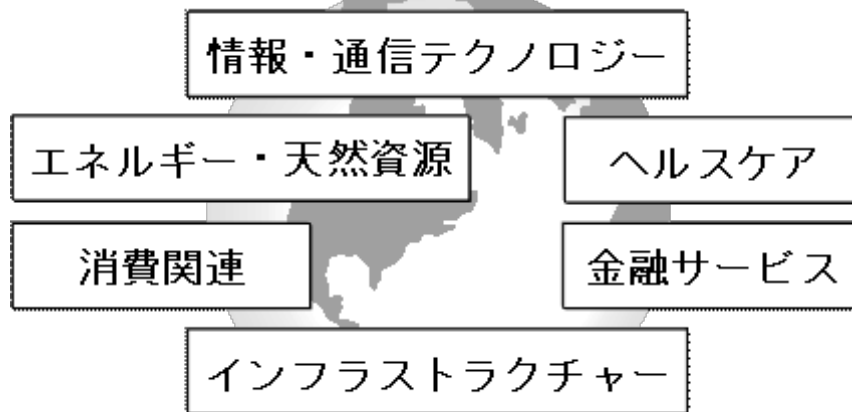 情報・通信テクノロジー
エネルギー・天然資源
ヘルスケア
消費関連
金融サービス
インフラストラクチャー